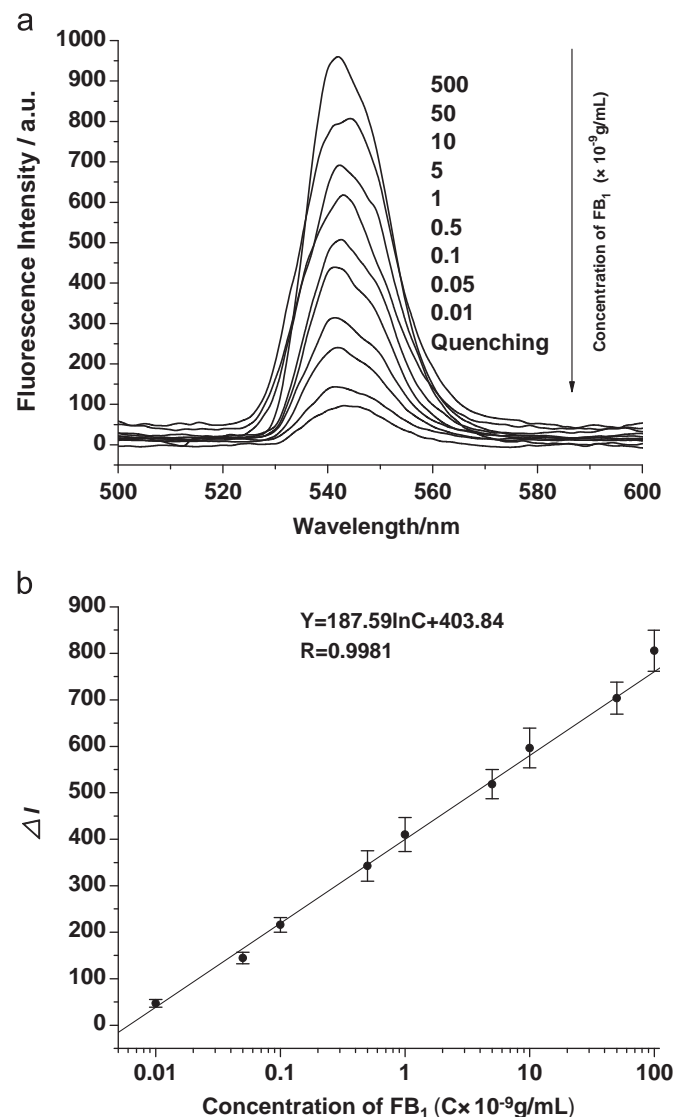 a
1000
900
800
700
600
500
400
300
200
100
0
Fluorescence Intensity / a.u.
500
50
10
5
1
0.5
0.1
0.05
0.01
Quenching
Concentration of FB₁ (× 10⁻⁹g/mL)
500 520 540 560 580 600
Wavelength/nm
b
900
800
700
600
500
400
300
200
100
0
Δ I
Y=187.59lnC+403.84
R=0.9981
0.01 0.1 1 10 100
Concentration of FB₁ (C× 10⁻⁹g/mL)